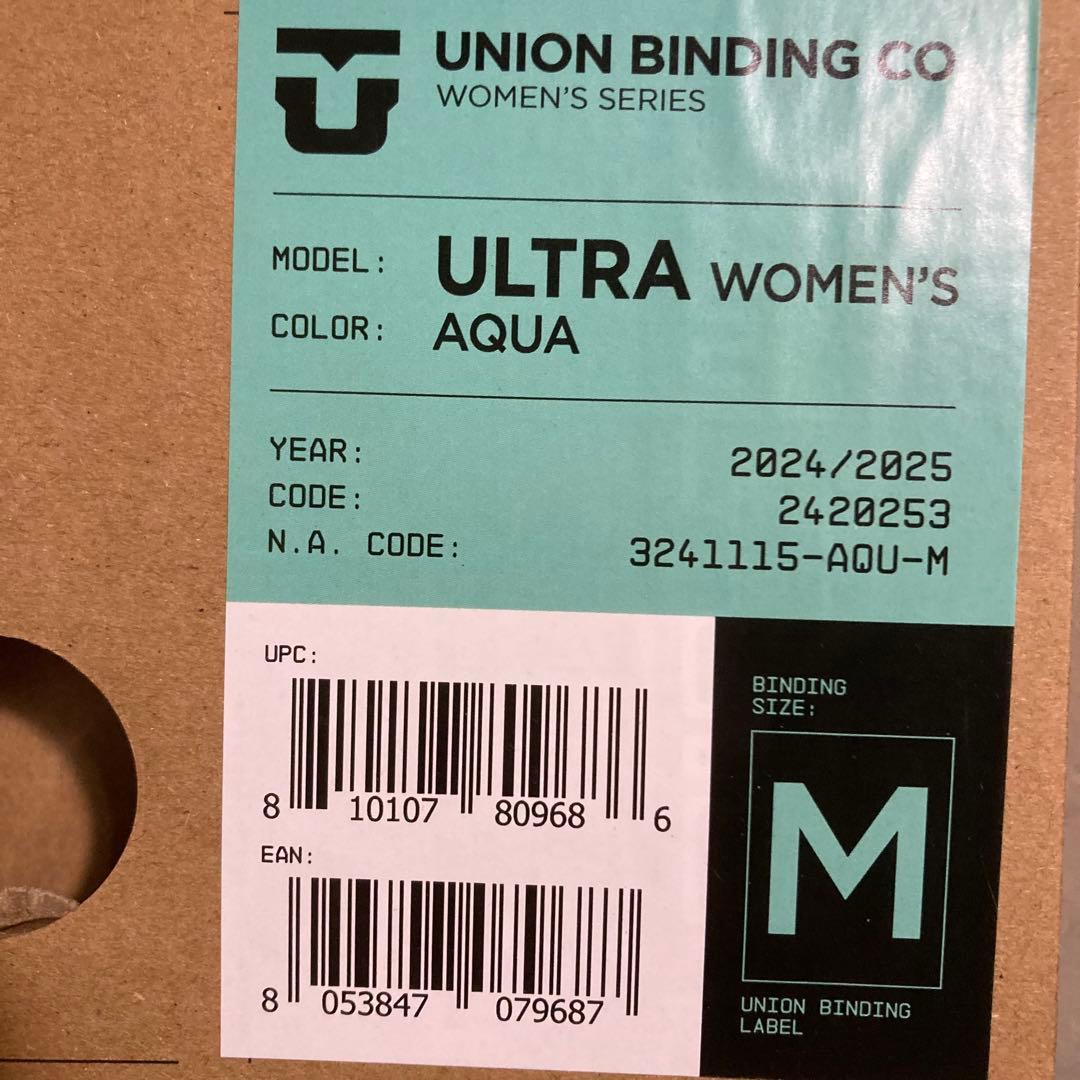 UNION BINDING CO
WOMEN'S SERIES
MODEL: ULTRA WOMEN'S
COLOR: AQUA
YEAR: 2024/2025
CODE: 2420253
N.A. CODE: 3241115-AQU-M
UPC:
8 10107 80968 6
EAN:
8 053847 079687
BINDING
SIZE:
M
UNION BINDING
LABEL